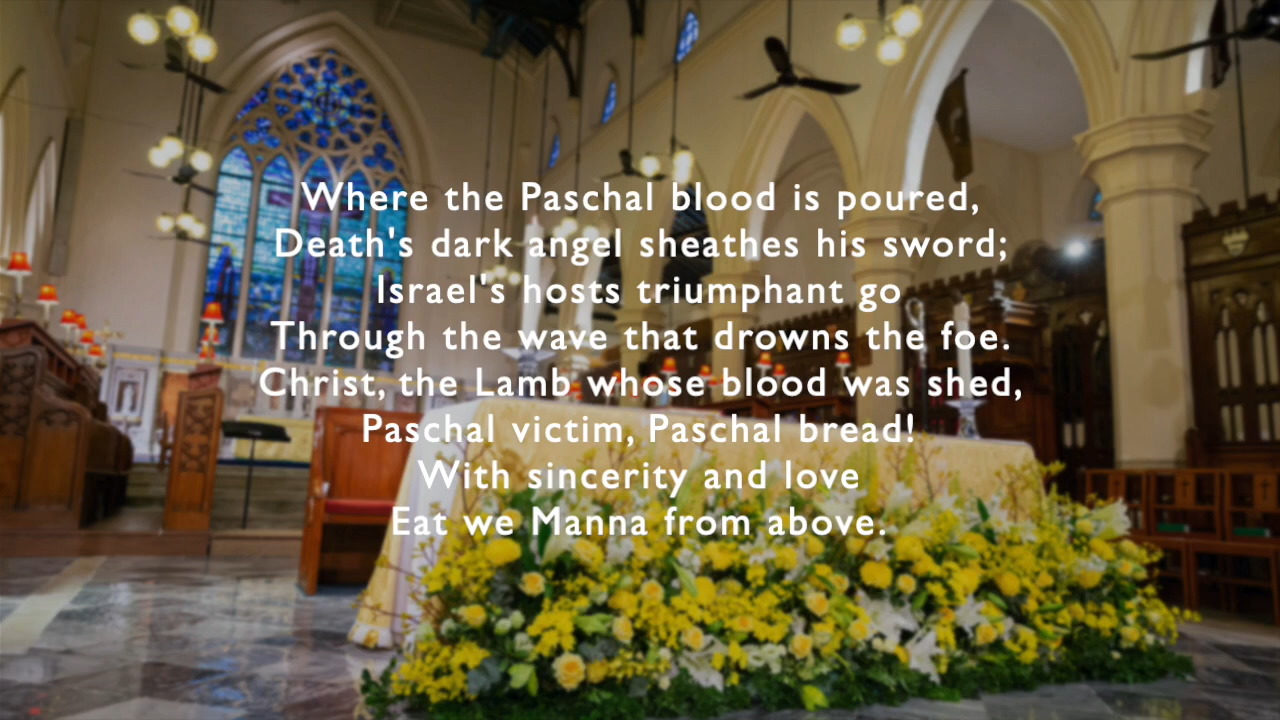 Where the Paschal blood is poured,
Death's dark angel sheathes his sword;
Israel's hosts triumphant go
Through the wave that drowns the foe.
Christ, the Lamb whose blood was shed,
Paschal victim, Paschal bread!
With sincerity and love
Eat we Manna from above.